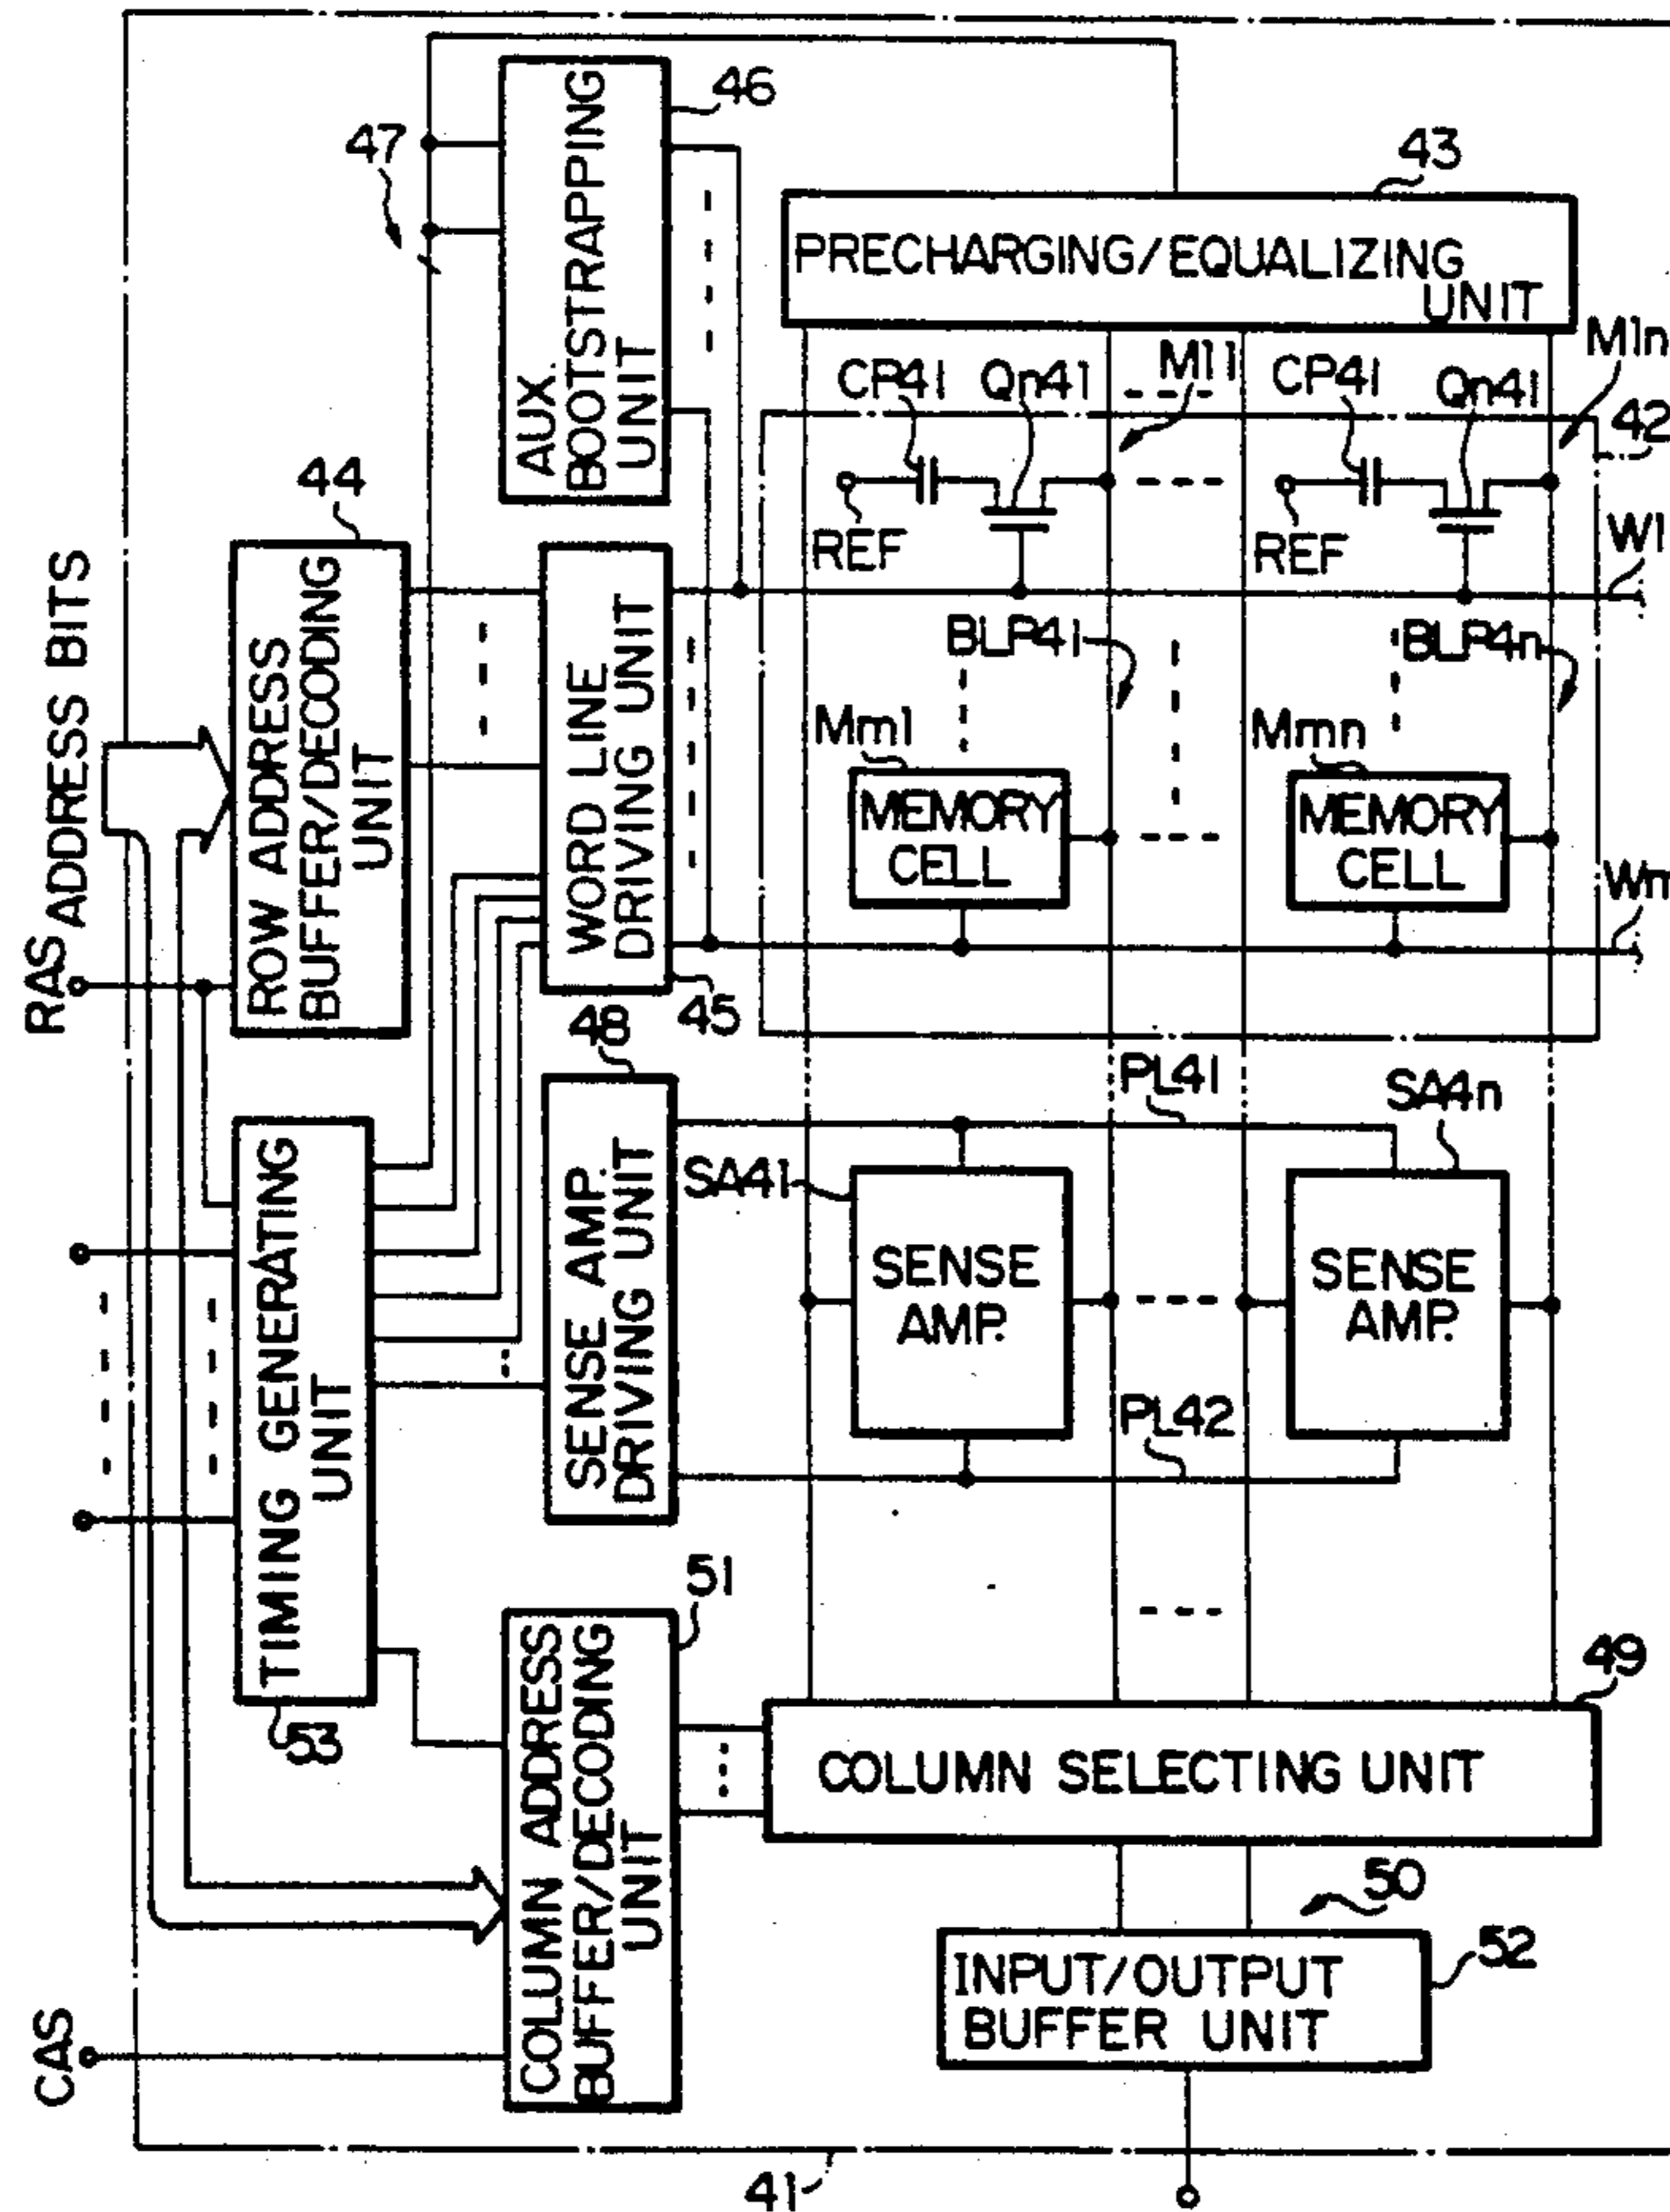 46
47
43
AUX.
BOOTSTRAPPING
UNIT
PRECHARGING/EQUALIZING
UNIT
M1n
CP41
Qn41
M11
CP41
Qn41
42
44
REF
REF
W1
ADDRESS BITS
ROW ADDRESS
BUFFER/DECODING
UNIT
WORD LINE
DRIVING UNIT
BLP41
BLP4n
Mm1
Mmn
MEMORY
CELL
MEMORY
CELL
Wm
RAS
45
48
PL41
SA4n
SA41
TIMING GENERATING
UNIT
SENSE AMP.
DRIVING UNIT
SENSE
AMP.
SENSE
AMP.
PL42
51
53
49
COLUMN ADDRESS
BUFFER/DECODING
UNIT
COLUMN SELECTING UNIT
50
52
INPUT/OUTPUT
BUFFER UNIT
CAS
41